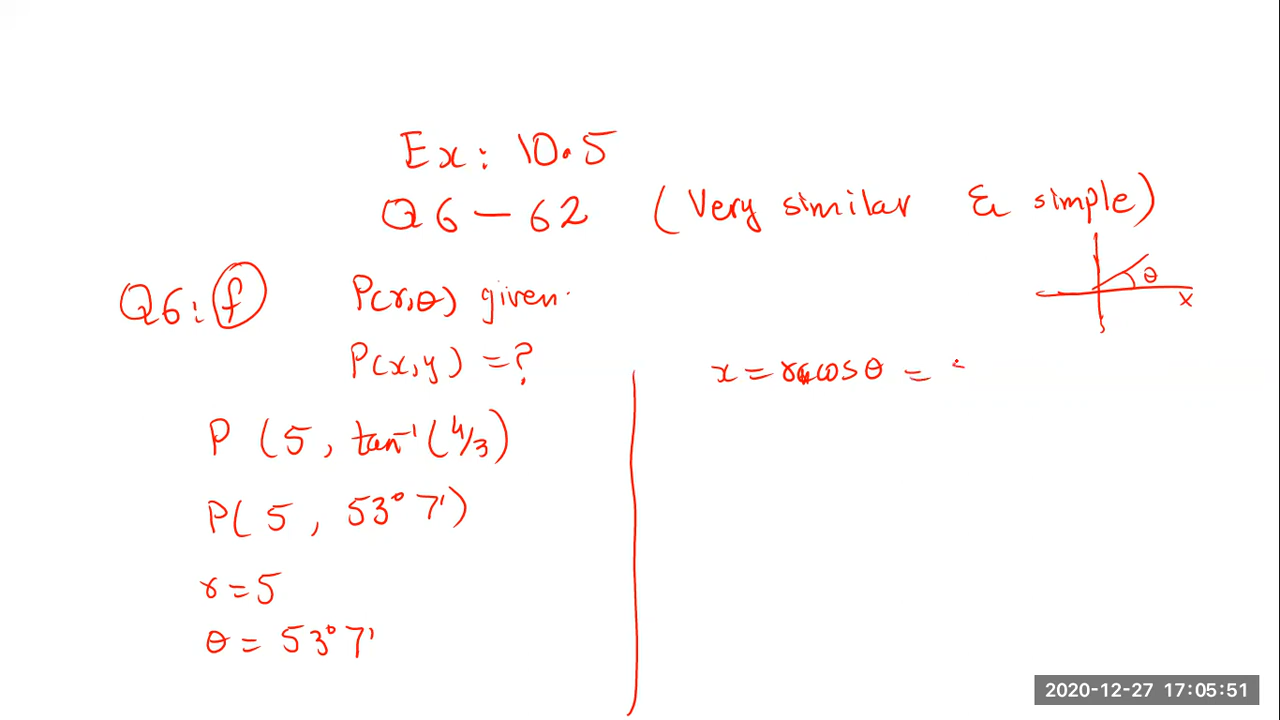 Ex: 10.5
Q6 – 62 (Very similar & simple)
Q6: f P(r,θ) given.
P(x,y) = ?
P (5, tan⁻¹(4/3)
P( 5 , 53° 7')
r = 5
θ = 53° 7'
θ
x
x = r cos θ =
2020-12-27 17:05:51